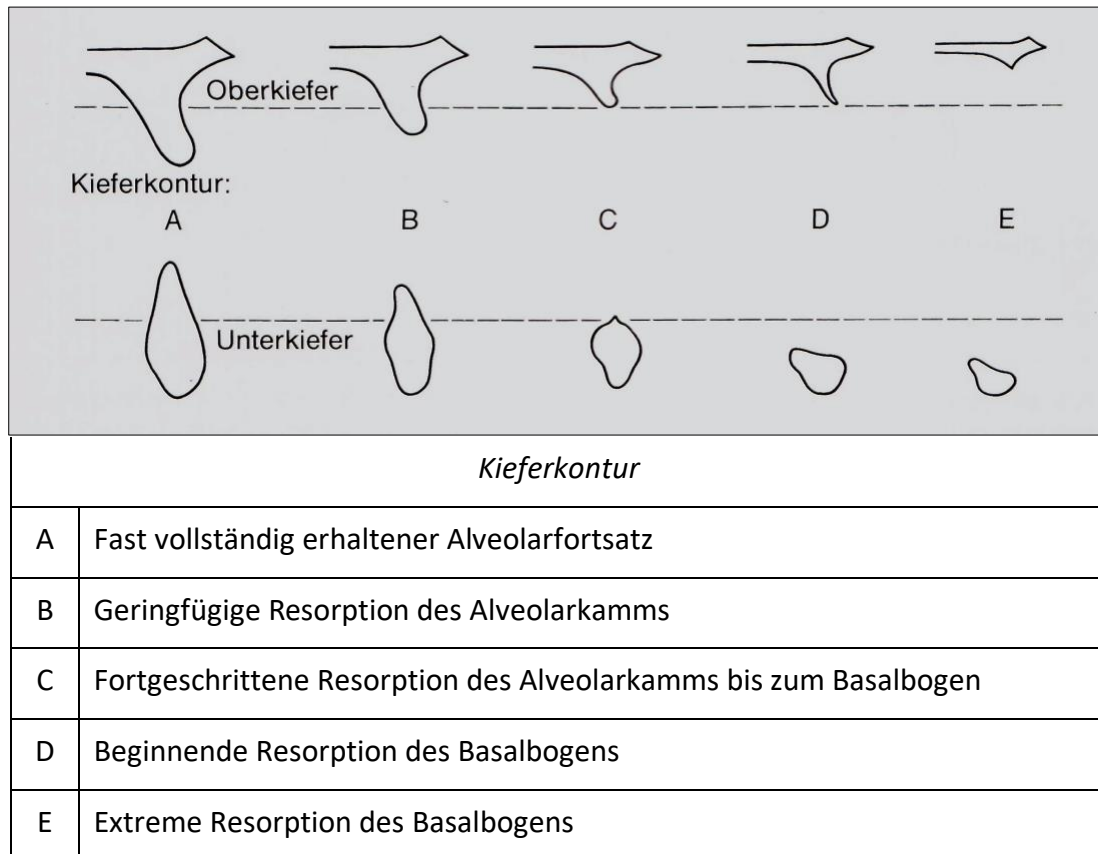 Oberkiefer
Kieferkontur:
A B C D E
Unterkiefer
Kieferkontur
A Fast vollständig erhaltener Alveolarfortsatz
B Geringfügige Resorption des Alveolarkamms
C Fortgeschrittene Resorption des Alveolarkamms bis zum Basalbogen
D Beginnende Resorption des Basalbogens
E Extreme Resorption des Basalbogens